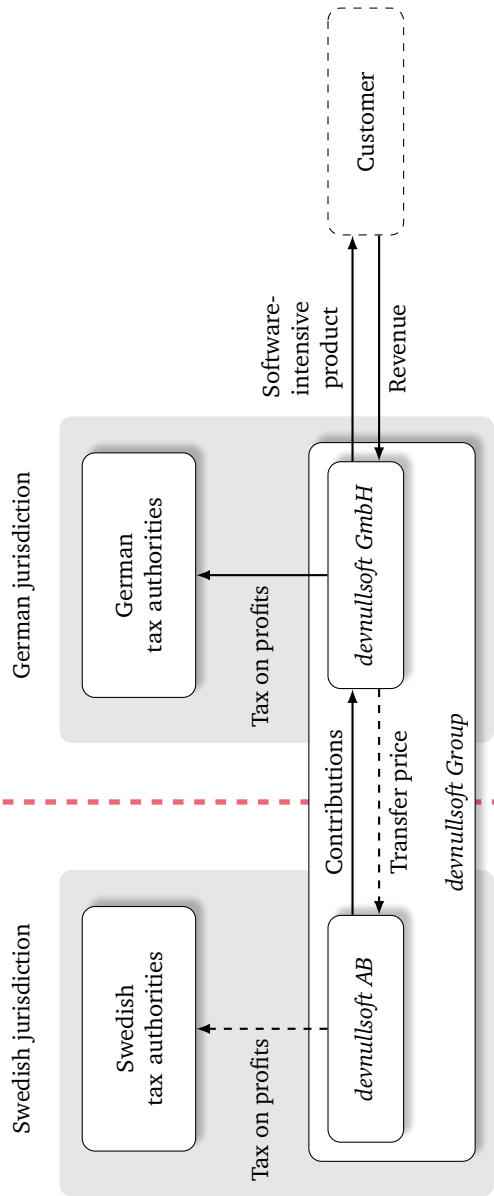 Swedish jurisdiction
German jurisdiction
Swedish
tax authorities
German
tax authorities
Tax on profits
Tax on profits
Software-
intensive
product
Contributions
devnullsoft AB
devnullsoft GmbH
Customer
Transfer price
Revenue
devnullsoft Group